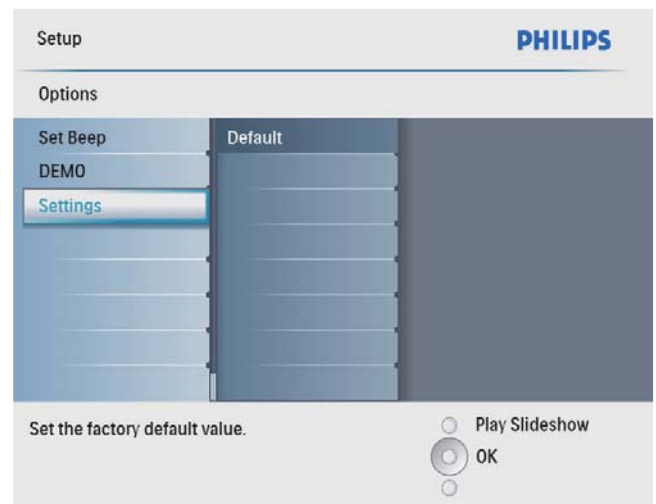 Setup
PHILIPS
Options
Set Beep
Default
DEMO
Settings
Set the factory default value.
Play Slideshow
OK